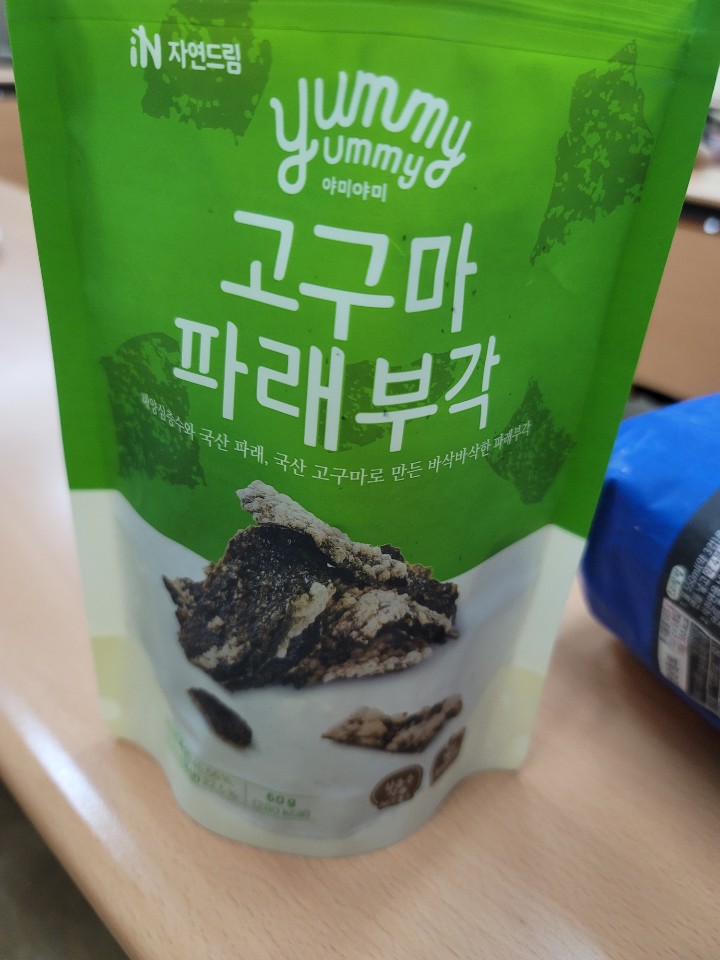 iN 자연드림
yummy
yummy
야미야미
고구마
파래부각
해양심층수와 국산 파래, 국산 고구마로 만든 바삭바삭한 파래부각
60 g